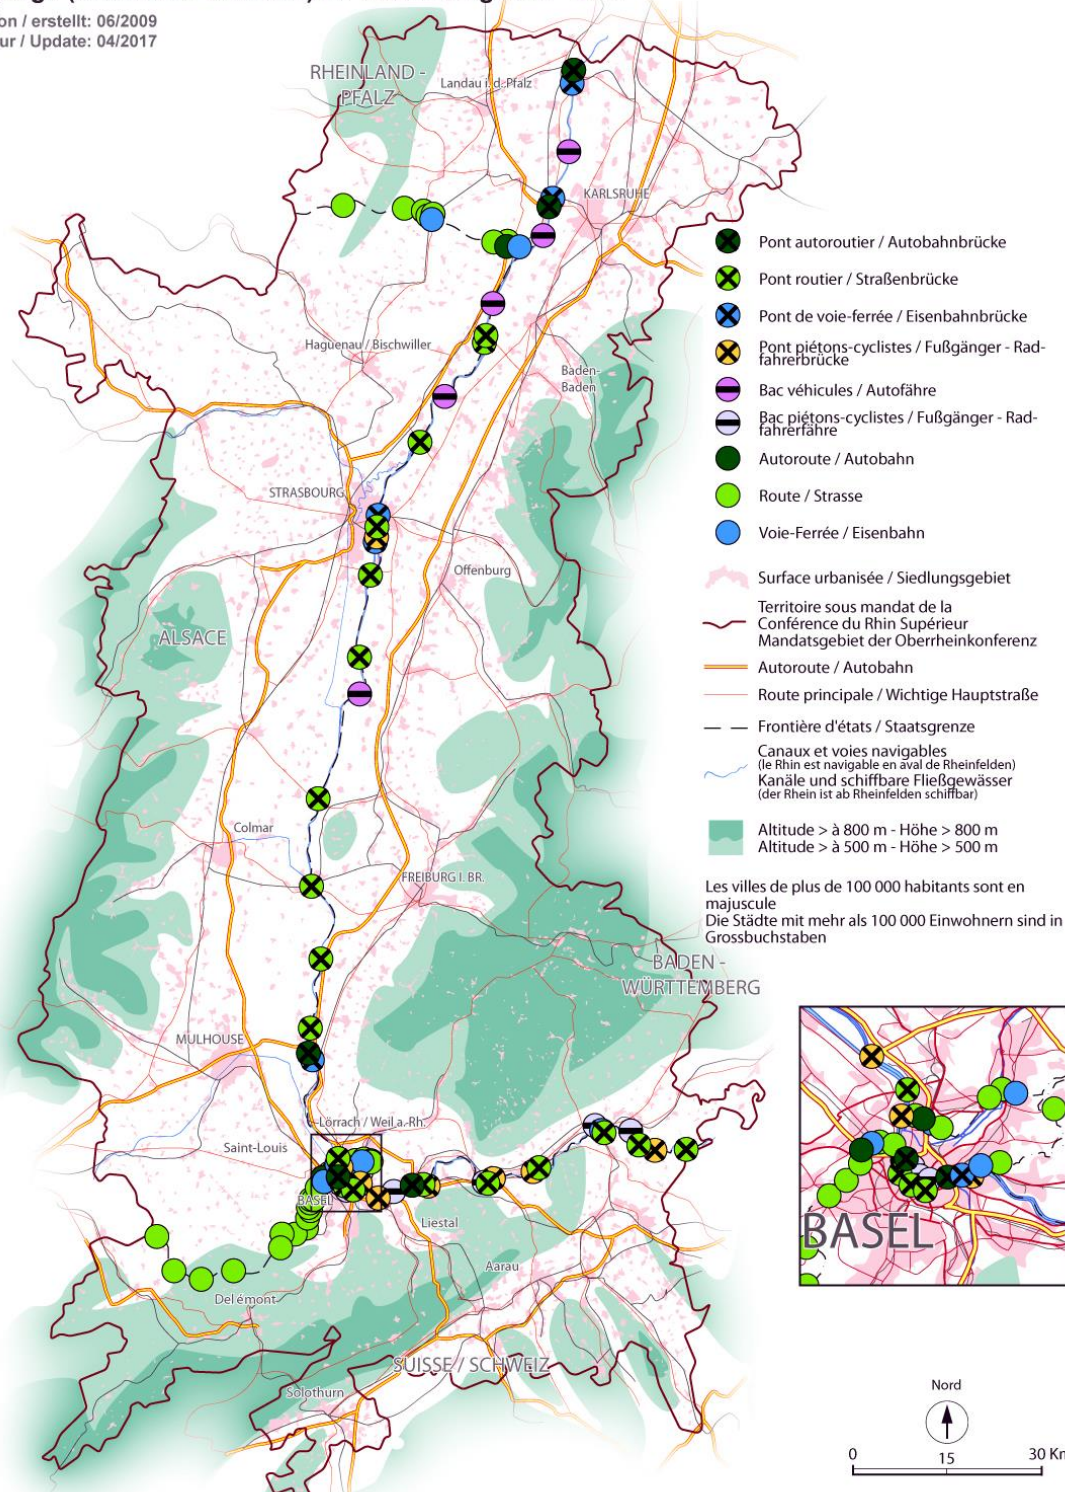 on / erstellt: 06/2009
ur / Update: 04/2017
RHEINLAND -
PFALZ
Landau i. d. Pfalz
KARLSRUHE
Haguenau / Bischwiller
Baden-
Baden
STRASBOURG
Offenburg
ALSACE
Colmar
FREIBURG I. BR.
BADEN -
WÜRTTEMBERG
MULHOUSE
Lörrach / Weil a. Rh.
Saint-Louis
BASEL
Liestal
Aarau
Delémont
SUISSE / SCHWEIZ
Solothurn
Pont autoroutier / Autobahnbrücke
Pont routier / Straßenbrücke
Pont de voie-ferrée / Eisenbahnbrücke
Pont piétons-cyclistes / Fußgänger - Rad-
fahrerbrücke
Bac véhicules / Autofähre
Bac piétons-cyclistes / Fußgänger - Rad-
fahrerfähre
Autoroute / Autobahn
Route / Strasse
Voie-Ferrée / Eisenbahn
Surface urbanisée / Siedlungsgebiet
Territoire sous mandat de la
Conférence du Rhin Supérieur
Mandatsgebiet der Oberrheinkonferenz
Autoroute / Autobahn
Route principale / Wichtige Hauptstraße
Frontière d'états / Staatsgrenze
Canaux et voies navigables
(le Rhin est navigable en aval de Rheinfelden)
Kanäle und schiffbare Fließgewässer
(der Rhein ist ab Rheinfelden schiffbar)
Altitude > à 800 m - Höhe > 800 m
Altitude > à 500 m - Höhe > 500 m
Les villes de plus de 100 000 habitants sont en
majuscule
Die Städte mit mehr als 100 000 Einwohnern sind in
Grossbuchstaben
BASEL
Nord
0 15 30 Km